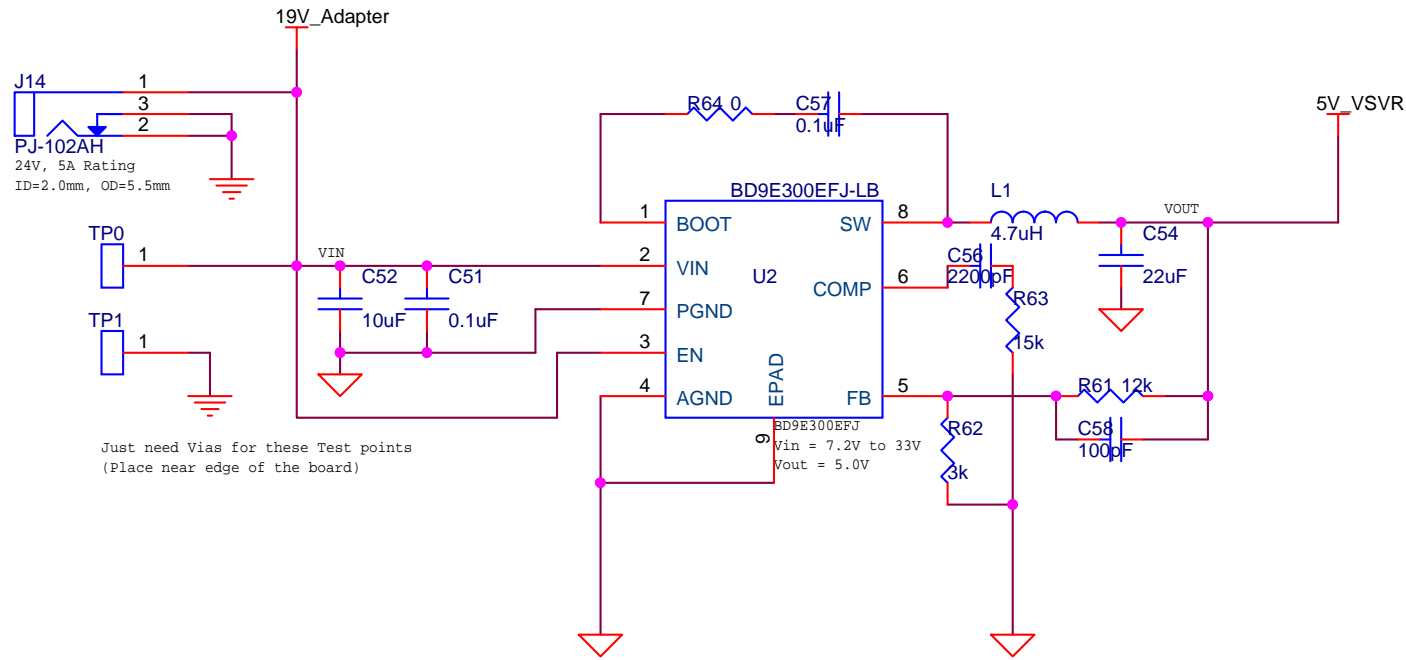 19V_Adapter
J14
1
3
2
PJ-102AH
24V, 5A Rating
ID=2.0mm, OD=5.5mm
R64 0
C57
0.1uF
5V_VSVR
BD9E300EFJ-LB
L1
1
BOOT
SW
8
4.7uH
VOUT
C54
22uF
TP0
1
VIN
C52
10uF
C51
0.1uF
2
VIN
U2
COMP
6
C56
2200pF
R63
15k
7
PGND
TP1
1
3
EN
4
AGND
EPAD
9
FB
5
R61 12k
C58
100pF
R62
3k
BD9E300EFJ
Vin = 7.2V to 33V
Vout = 5.0V
Just need Vias for these Test points
(Place near edge of the board)